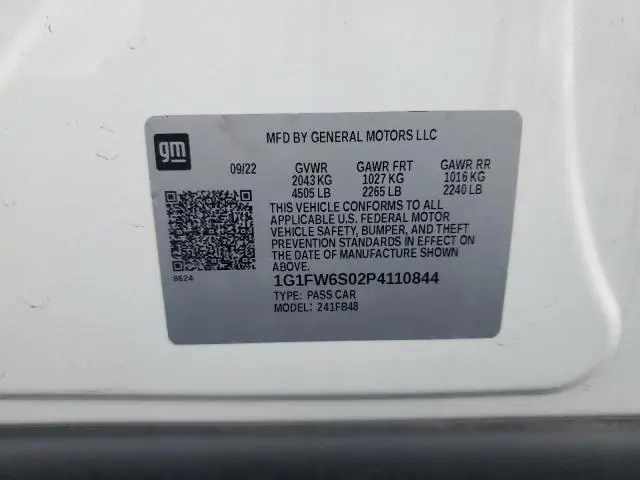 gm
MFD BY GENERAL MOTORS LLC
09/22 GVWR GAWR FRT GAWR RR
2043 KG 1027 KG 1016 KG
4505 LB 2265 LB 2240 LB
THIS VEHICLE CONFORMS TO ALL
APPLICABLE U.S. FEDERAL MOTOR
VEHICLE SAFETY, BUMPER, AND THEFT
PREVENTION STANDARDS IN EFFECT ON
THE DATE OF MANUFACTURE SHOWN
ABOVE.
8624
1G1FW6S02P4110844
TYPE: PASS CAR
MODEL: 241FB48